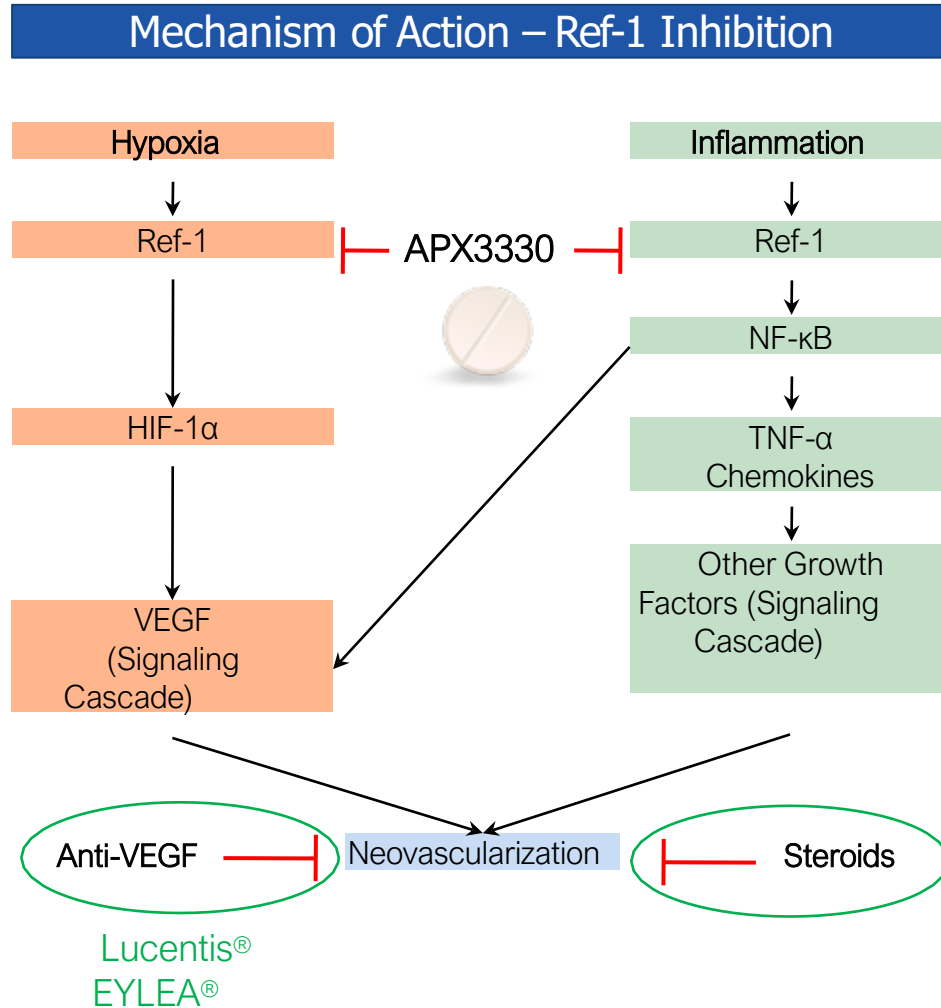 Mechanism of Action – Ref-1 Inhibition
Hypoxia
Inflammation
Ref-1
APX3330
Ref-1
NF-κB
HIF-1α
TNF-α
Chemokines
Other Growth
Factors (Signaling
Cascade)
VEGF
(Signaling
Cascade)
Anti-VEGF
Neovascularization
Steroids
Lucentis®
EYLEA®